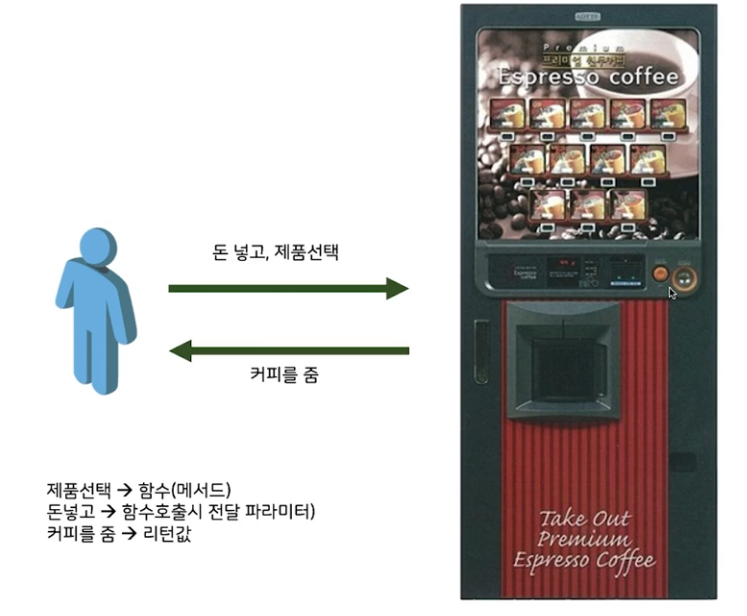 LOTTE
Premium
프리미엄 원두커피
Espresso coffee
돈 넣고, 제품선택
커피를 줌
제품선택 → 함수(메서드)
돈넣고 → 함수호출시 전달 파라미터)
커피를 줌 → 리턴값
Take Out
Premium
Espresso Coffee